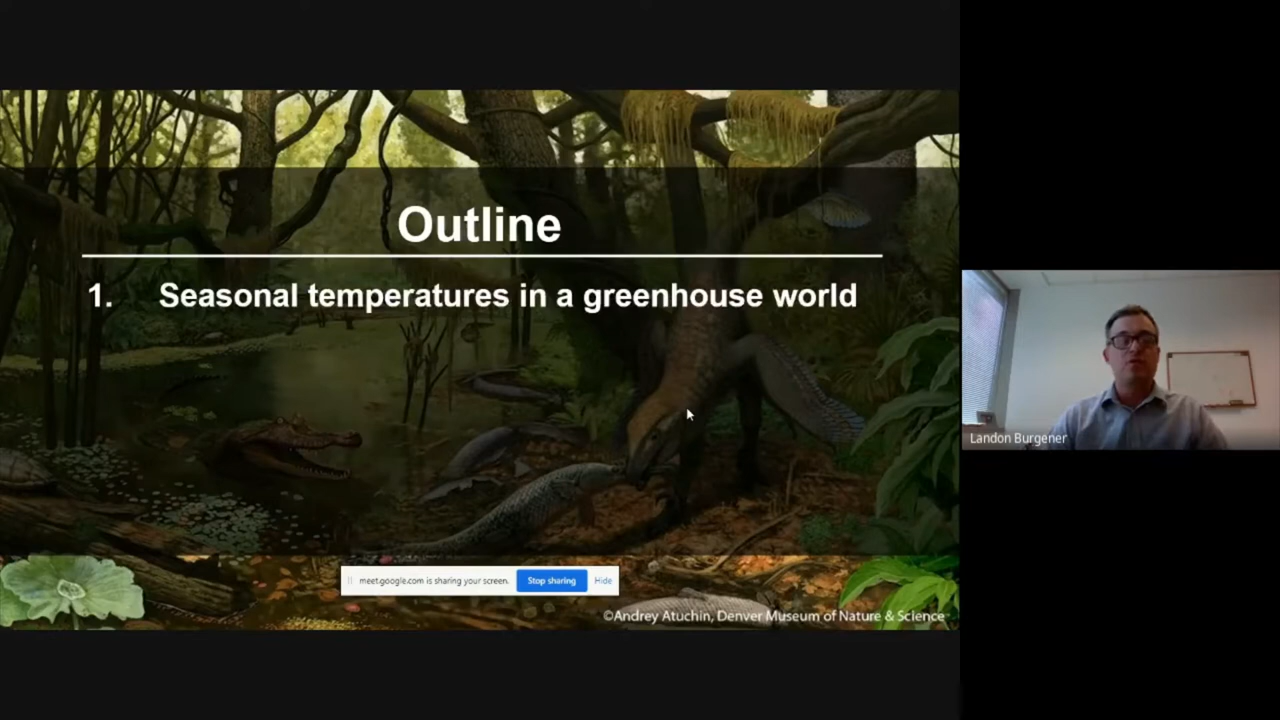 Outline
1. Seasonal temperatures in a greenhouse world
meet.google.com is sharing your screen. Stop sharing Hide
©Andrey Atuchin, Denver Museum of Nature & Science
Landon Burgener